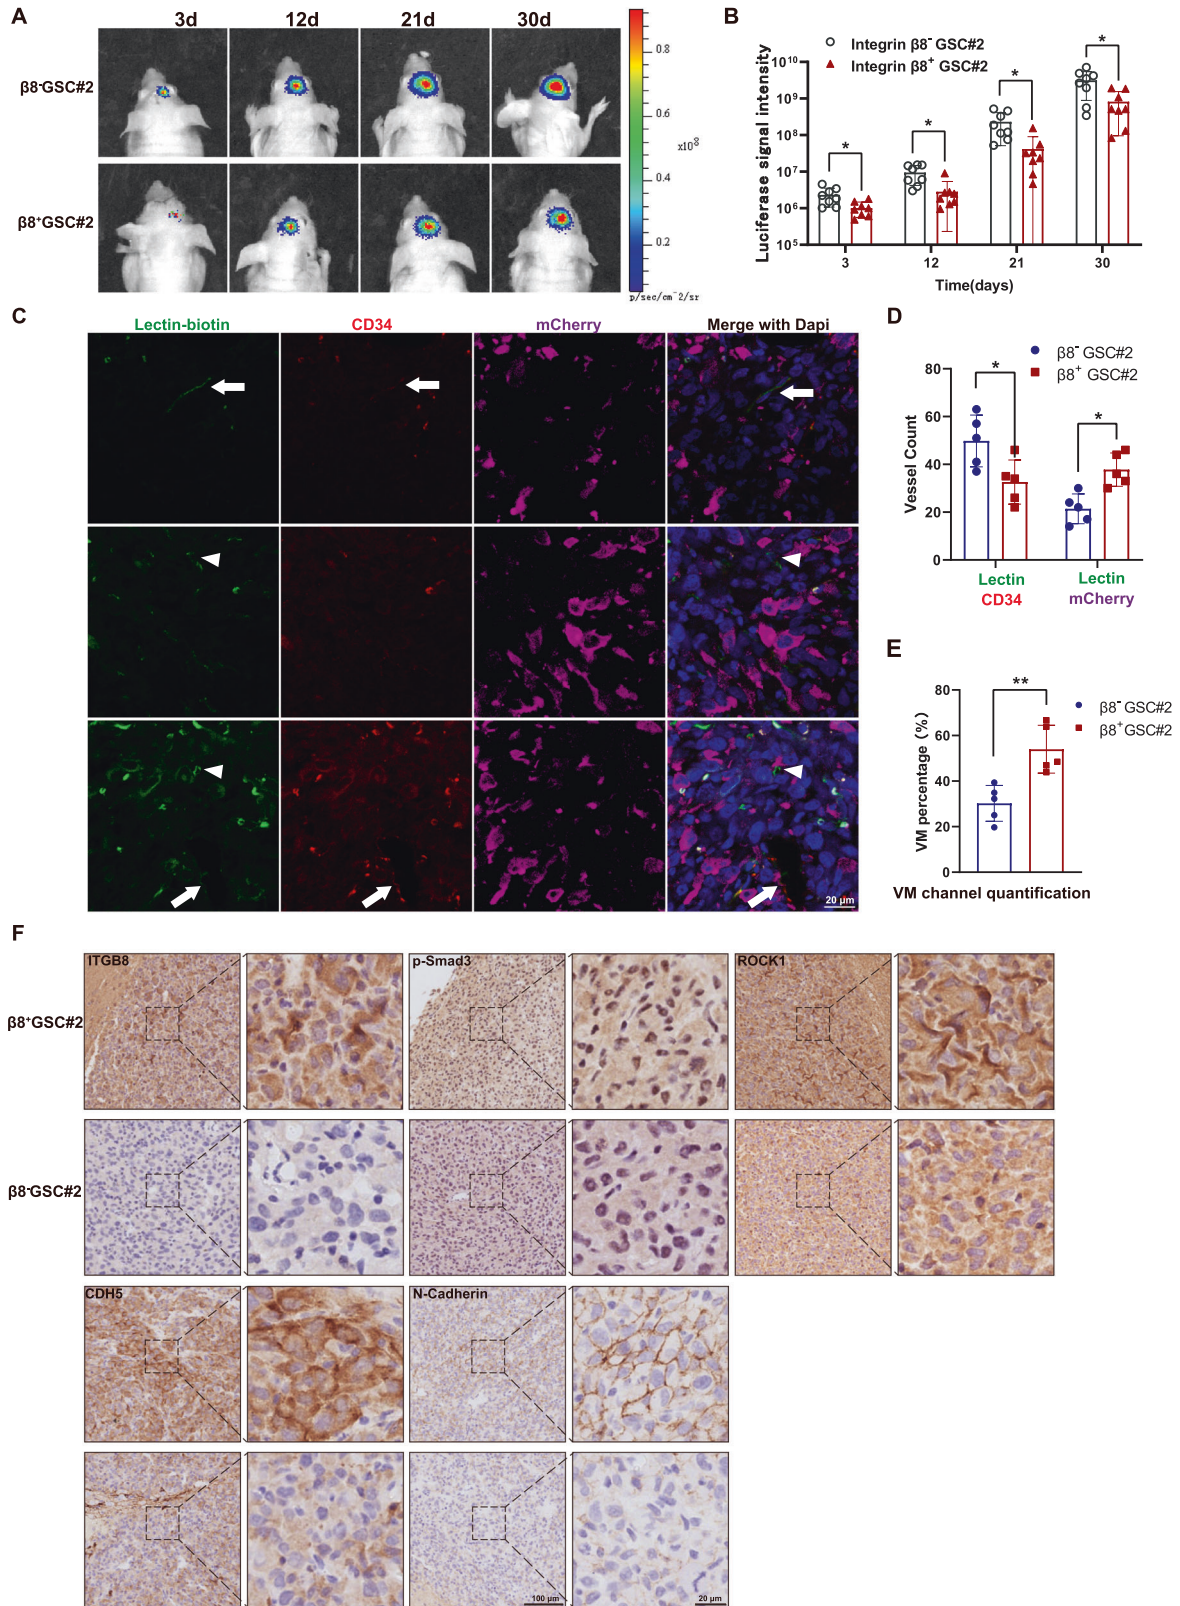 A
3d
12d
21d
30d
β8⁻GSC#2
β8⁺GSC#2
0.8
0.6
x10⁸
0.4
0.2
p/sec/cm^2/sr
B
Integrin β8⁻ GSC#2
Integrin β8⁺ GSC#2
Luciferase signal intensity
10¹⁰
10⁹
10⁸
10⁷
10⁶
10⁵
*
*
*
*
3
12
21
30
Time(days)
C
Lectin-biotin
CD34
mCherry
Merge with Dapi
20 μm
D
β8⁻ GSC#2
β8⁺ GSC#2
Vessel Count
80
60
40
20
0
*
*
Lectin
CD34
Lectin
mCherry
E
β8⁻ GSC#2
β8⁺GSC#2
VM percentage (%)
80
60
40
20
0
**
VM channel quantification
F
ITGB8
p-Smad3
ROCK1
β8⁺GSC#2
β8⁻GSC#2
CDH5
N-Cadherin
100 μm
20 μm